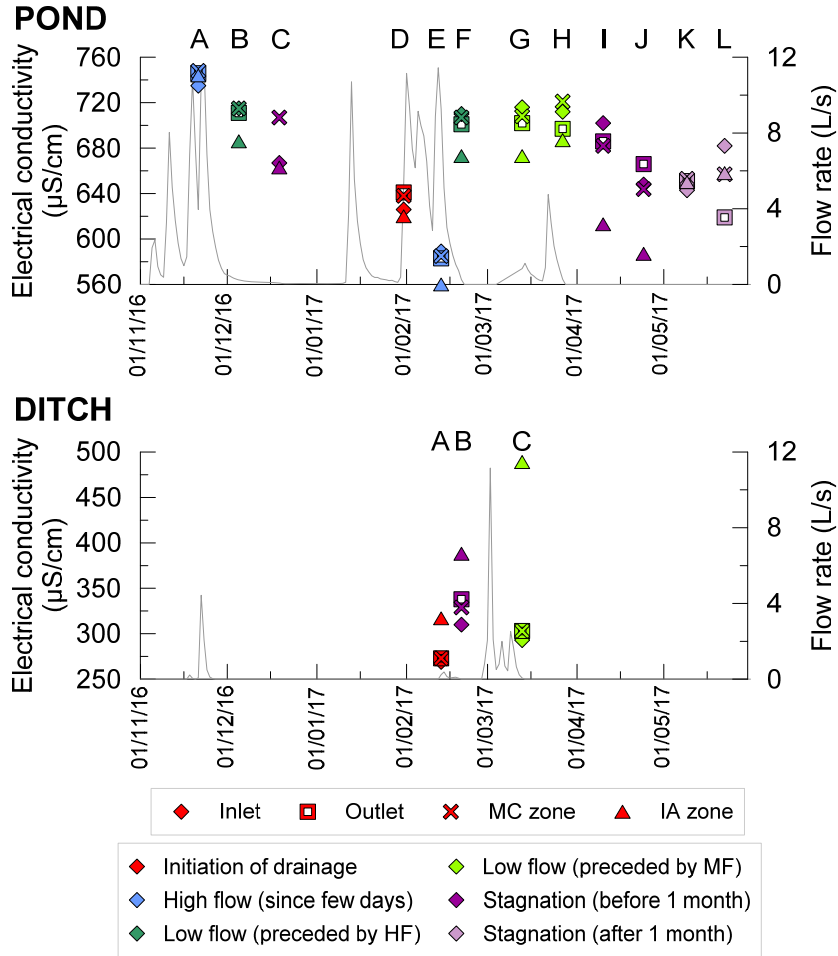 POND
A B C D E F G H I J K L
Electrical conductivity
(µS/cm)
760
720
680
640
600
560
12
8
4
0
Flow rate (L/s)
01/11/16
01/12/16
01/01/17
01/02/17
01/03/17
01/04/17
01/05/17
DITCH
A B C
Electrical conductivity
(µS/cm)
500
450
400
350
300
250
12
8
4
0
Flow rate (L/s)
01/11/16
01/12/16
01/01/17
01/02/17
01/03/17
01/04/17
01/05/17
Inlet Outlet MC zone IA zone
Initiation of drainage Low flow (preceded by MF)
High flow (since few days) Stagnation (before 1 month)
Low flow (preceded by HF) Stagnation (after 1 month)